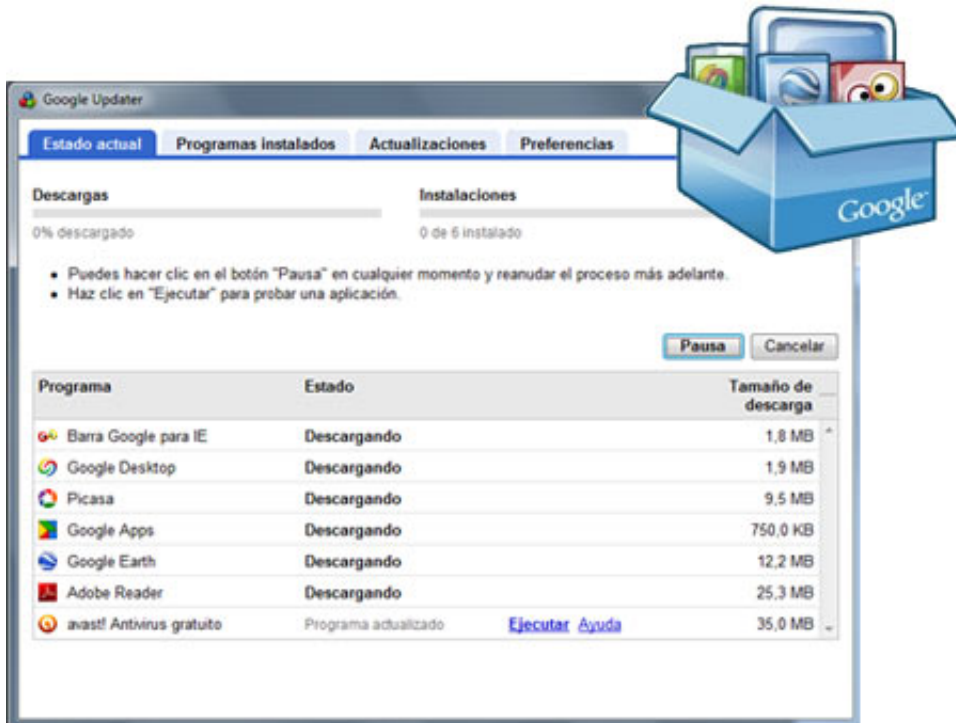 Google Updater
Google
Estado actual Programas instalados Actualizaciones Preferencias
Descargas Instalaciones
0% descargado 0 de 6 instalado
Puedes hacer clic en el botón "Pausa" en cualquier momento y reanudar el proceso más adelante.
Haz clic en "Ejecutar" para probar una aplicación.
Pausa Cancelar
Programa Estado Tamaño de descarga
Barra Google para IE Descargando 1,8 MB
Google Desktop Descargando 1,9 MB
Picasa Descargando 9,5 MB
Google Apps Descargando 750,0 KB
Google Earth Descargando 12,2 MB
Adobe Reader Descargando 25,3 MB
avast! Antivirus gratuito Programa actualizado Ejecutar Ayuda 35,0 MB